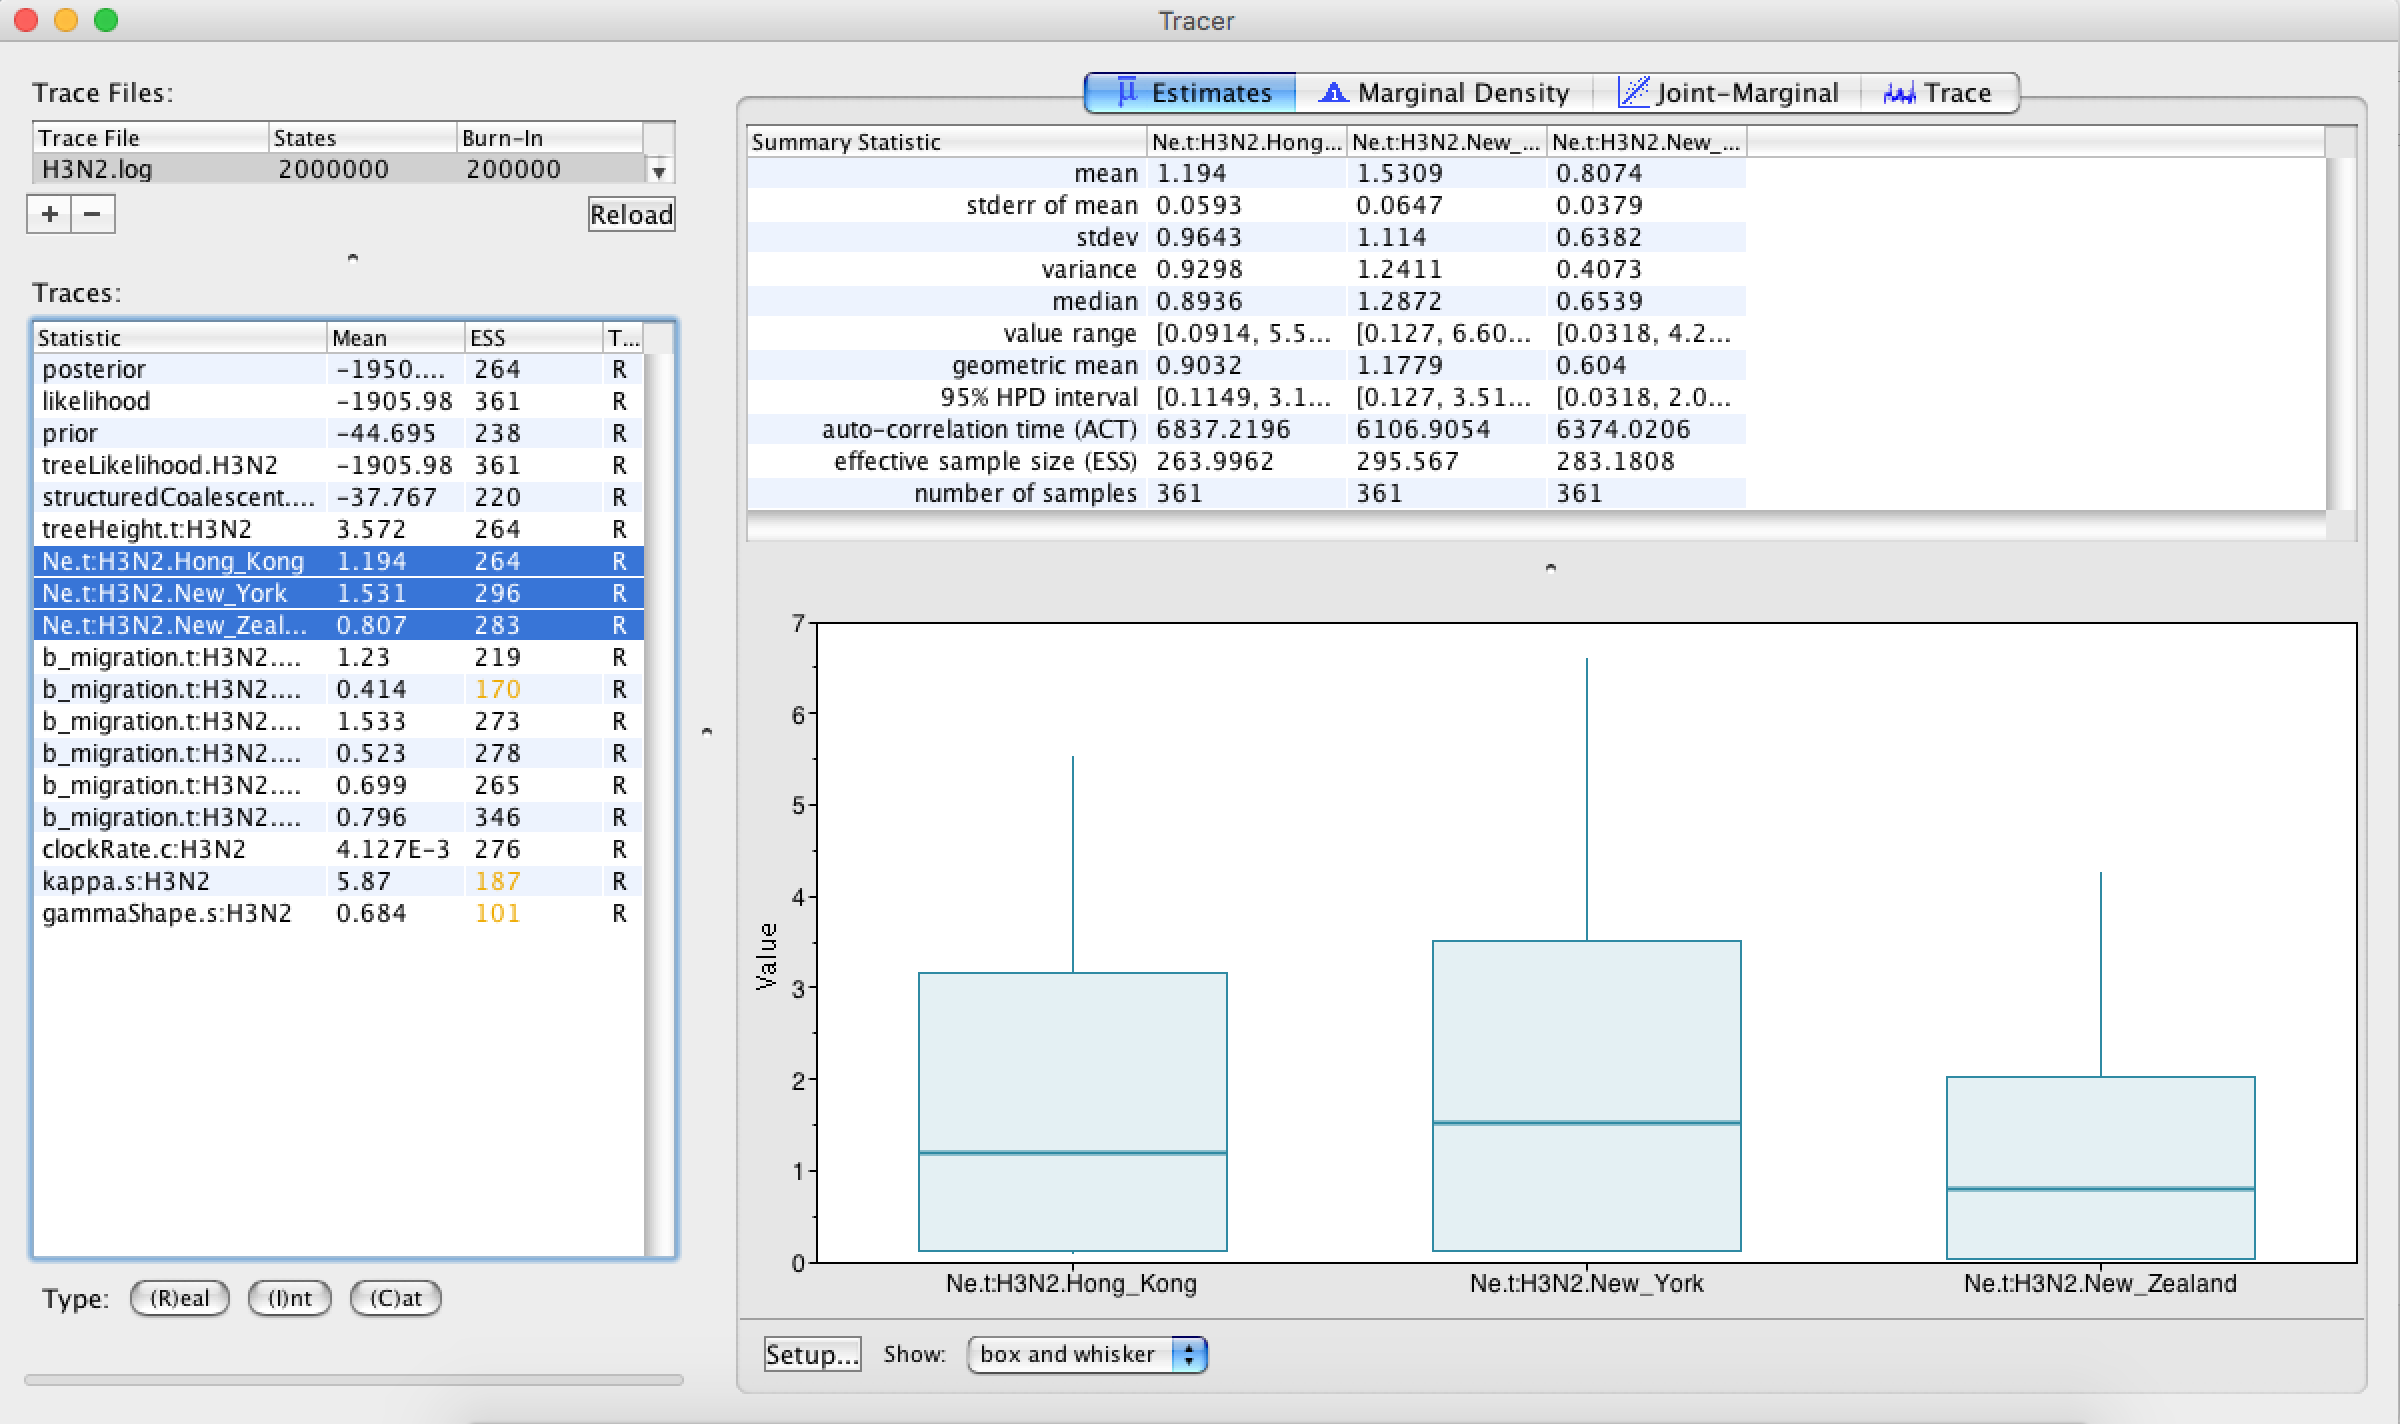 Tracer
Trace Files:
Trace File States Burn-In
H3N2.log 2000000 200000
+ − Reload
Traces:
Statistic Mean ESS T...
posterior -1950.... 264 R
likelihood -1905.98 361 R
prior -44.695 238 R
treeLikelihood.H3N2 -1905.98 361 R
structuredCoalescent.... -37.767 220 R
treeHeight.t:H3N2 3.572 264 R
Ne.t:H3N2.Hong_Kong 1.194 264 R
Ne.t:H3N2.New_York 1.531 296 R
Ne.t:H3N2.New_Zeal... 0.807 283 R
b_migration.t:H3N2.... 1.23 219 R
b_migration.t:H3N2.... 0.414 170 R
b_migration.t:H3N2.... 1.533 273 R
b_migration.t:H3N2.... 0.523 278 R
b_migration.t:H3N2.... 0.699 265 R
b_migration.t:H3N2.... 0.796 346 R
clockRate.c:H3N2 4.127E-3 276 R
kappa.s:H3N2 5.87 187 R
gammaShape.s:H3N2 0.684 101 R
Type: (R)eal (I)nt (C)at
Estimates Marginal Density Joint-Marginal Trace
Summary Statistic Ne.t:H3N2.Hong... Ne.t:H3N2.New_... Ne.t:H3N2.New_...
mean 1.194 1.5309 0.8074
stderr of mean 0.0593 0.0647 0.0379
stdev 0.9643 1.114 0.6382
variance 0.9298 1.2411 0.4073
median 0.8936 1.2872 0.6539
value range [0.0914, 5.5... [0.127, 6.60... [0.0318, 4.2...
geometric mean 0.9032 1.1779 0.604
95% HPD interval [0.1149, 3.1... [0.127, 3.51... [0.0318, 2.0...
auto-correlation time (ACT) 6837.2196 6106.9054 6374.0206
effective sample size (ESS) 263.9962 295.567 283.1808
number of samples 361 361 361
7
6
5
4
3
2
1
0
Value
Ne.t:H3N2.Hong_Kong Ne.t:H3N2.New_York Ne.t:H3N2.New_Zealand
Setup... Show: box and whisker